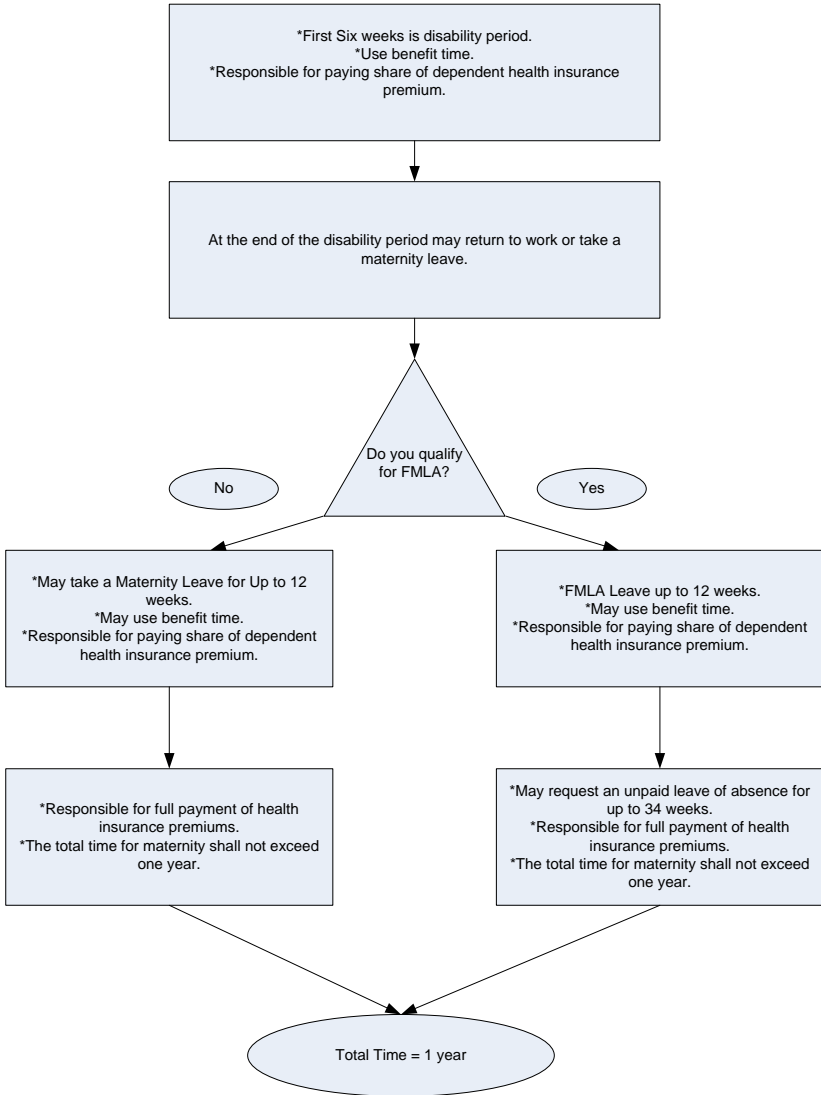 *First Six weeks is disability period.
*Use benefit time.
*Responsible for paying share of dependent health insurance
premium.
At the end of the disability period may return to work or take a
maternity leave.
Do you qualify
for FMLA?
No
Yes
*May take a Maternity Leave for Up to 12
weeks.
*May use benefit time.
*Responsible for paying share of dependent
health insurance premium.
*FMLA Leave up to 12 weeks.
*May use benefit time.
*Responsible for paying share of dependent
health insurance premium.
*Responsible for full payment of health
insurance premiums.
*The total time for maternity shall not exceed
one year.
*May request an unpaid leave of absence for
up to 34 weeks.
*Responsible for full payment of health
insurance premiums.
*The total time for maternity shall not exceed
one year.
Total Time = 1 year